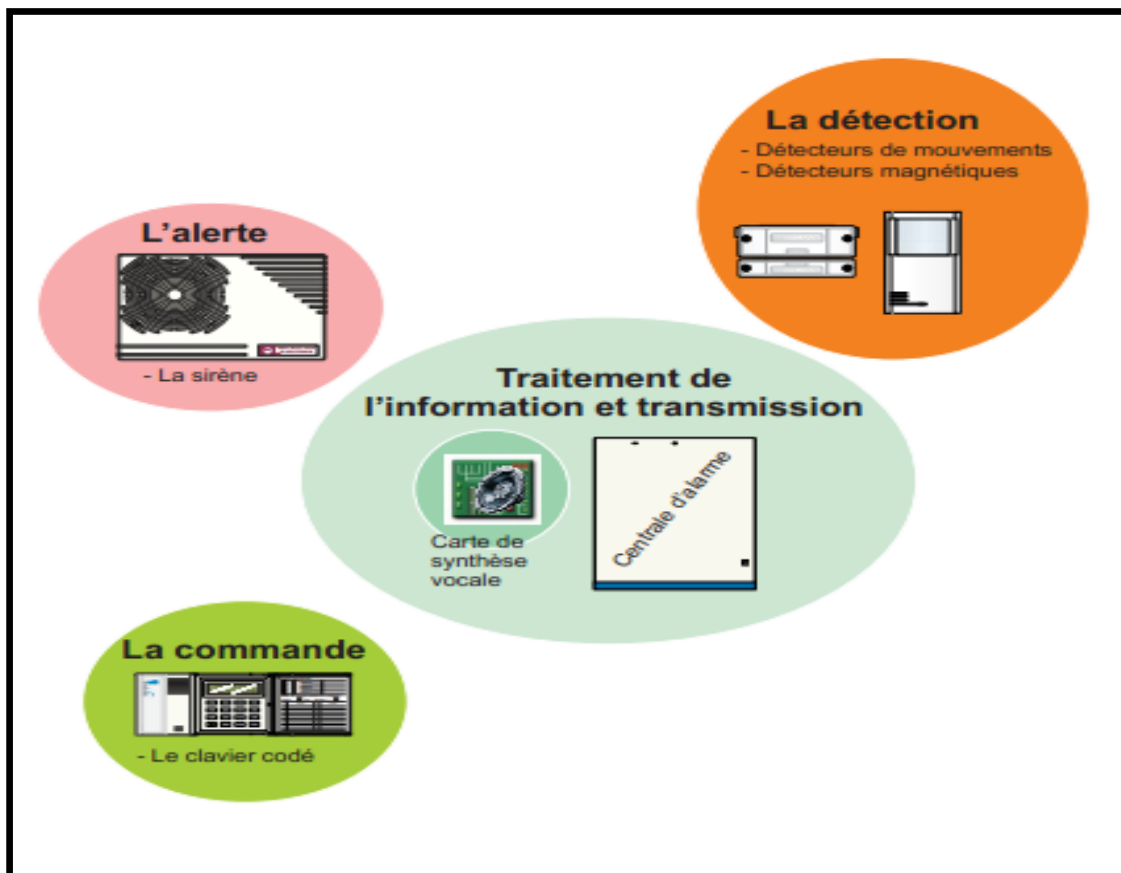 La détection
- Détecteurs de mouvements
- Détecteurs magnétiques
L'alerte
- La sirène
Traitement de
l'information et transmission
Centrale d'alarme
Carte de
synthèse
vocale
La commande
- Le clavier codé